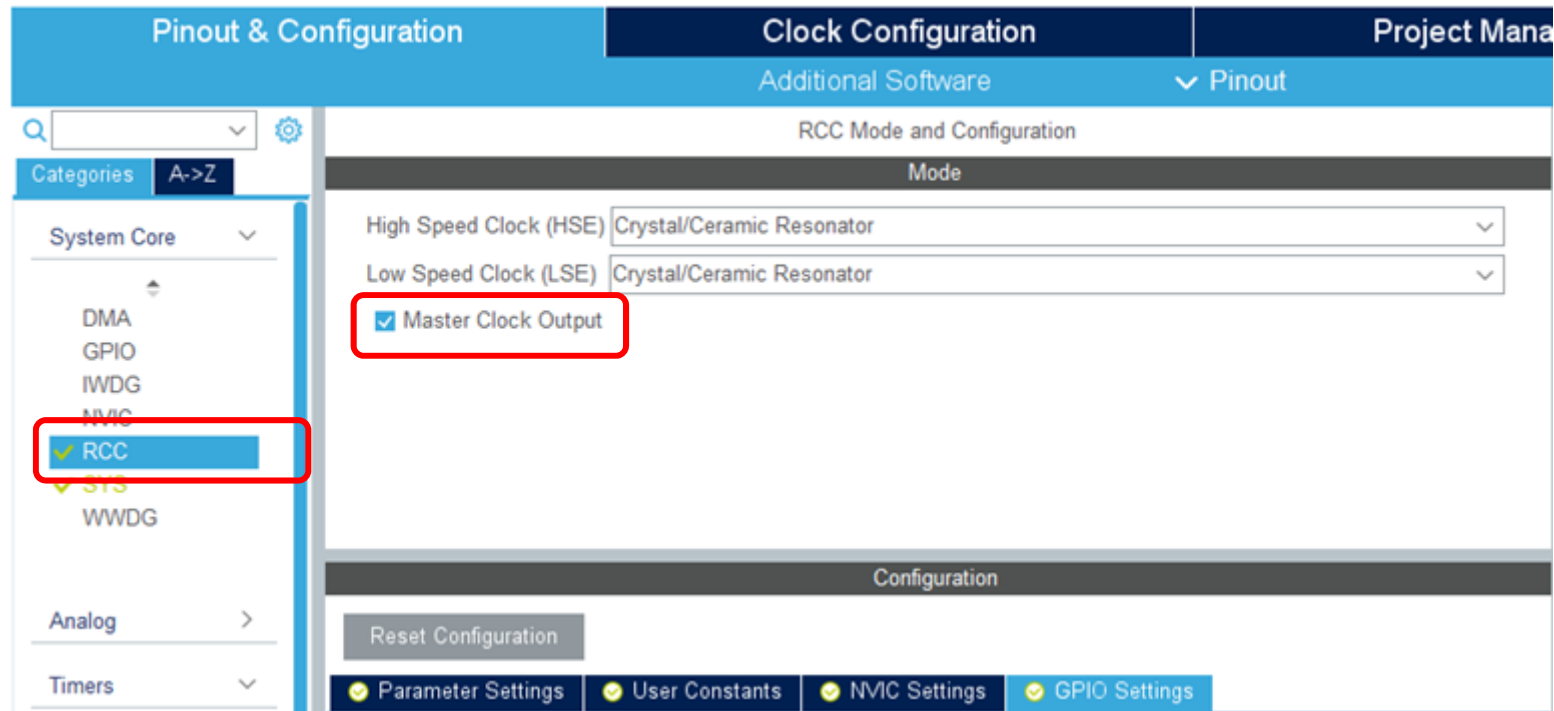 Pinout & Configuration
Clock Configuration
Project Mana
Additional Software
Pinout
RCC Mode and Configuration
Categories
A->Z
Mode
System Core
High Speed Clock (HSE)
Crystal/Ceramic Resonator
Low Speed Clock (LSE)
Crystal/Ceramic Resonator
Master Clock Output
DMA
GPIO
IWDG
NVIC
RCC
SYS
WWDG
Configuration
Analog
Reset Configuration
Timers
Parameter Settings
User Constants
NVIC Settings
GPIO Settings